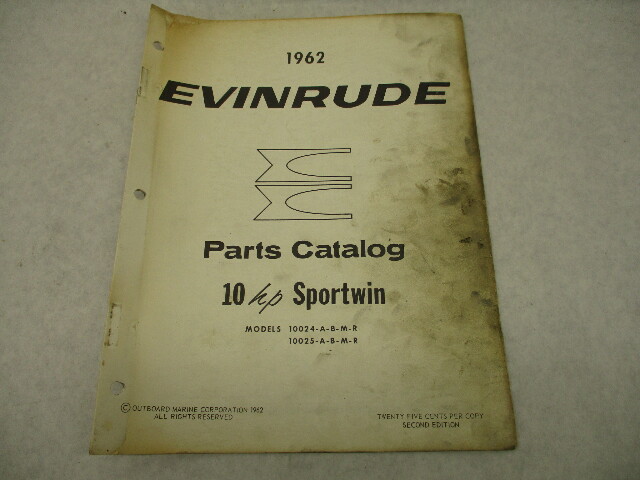 1962
EVINRUDE
Parts Catalog
10 hp Sportwin
MODELS 10024-A-B-M-R
10025-A-B-M-R
© OUTBOARD MARINE CORPORATION 1962
ALL RIGHTS RESERVED
TWENTY FIVE CENTS PER COPY
SECOND EDITION